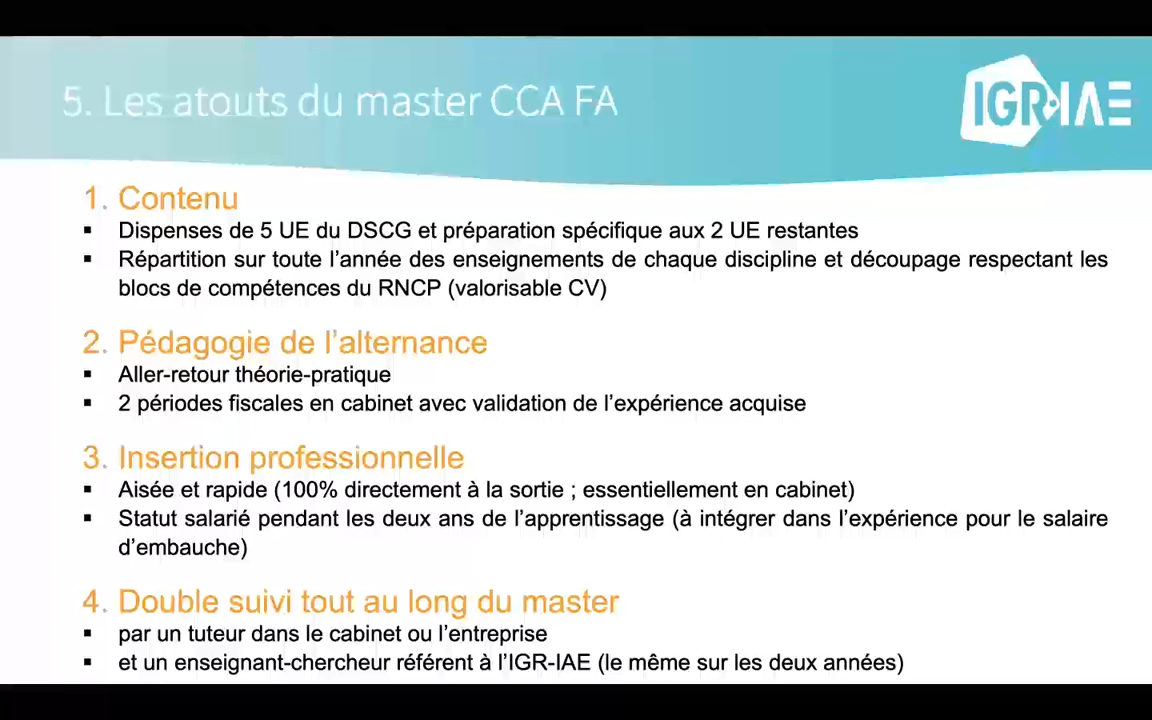 5. Les atouts du master CCA FA
IGR-IAE
1. Contenu
▪ Dispenses de 5 UE du DSCG et préparation spécifique aux 2 UE restantes
▪ Répartition sur toute l'année des enseignements de chaque discipline et découpage respectant les
blocs de compétences du RNCP (valorisable CV)
2. Pédagogie de l'alternance
▪ Aller-retour théorie-pratique
▪ 2 périodes fiscales en cabinet avec validation de l'expérience acquise
3. Insertion professionnelle
▪ Aisée et rapide (100% directement à la sortie ; essentiellement en cabinet)
▪ Statut salarié pendant les deux ans de l'apprentissage (à intégrer dans l'expérience pour le salaire
d'embauche)
4. Double suivi tout au long du master
▪ par un tuteur dans le cabinet ou l'entreprise
▪ et un enseignant-chercheur référent à l'IGR-IAE (le même sur les deux années)